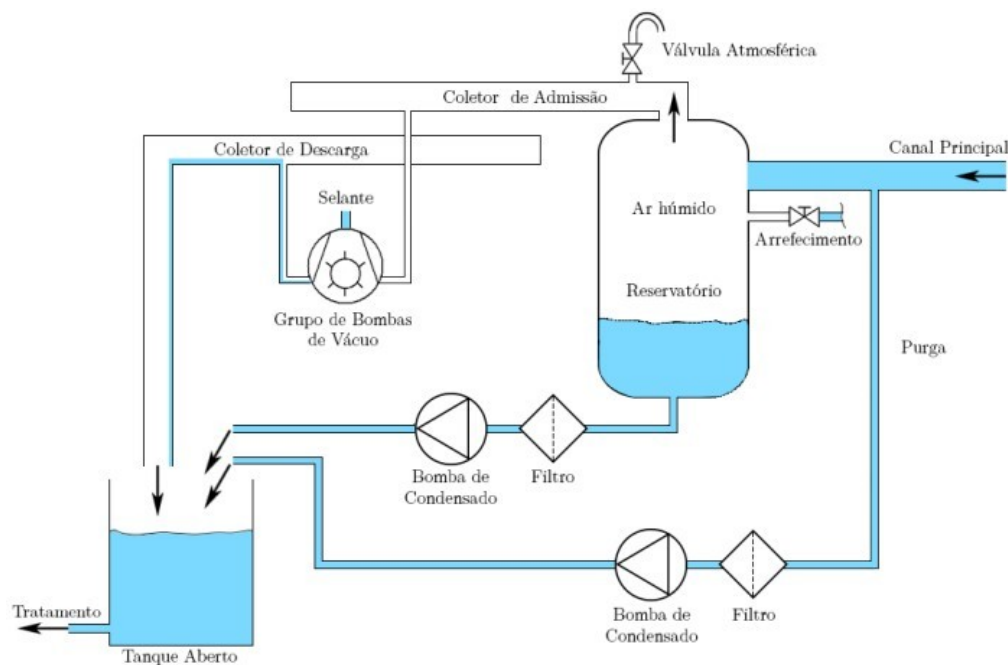 Válvula Atmosférica
Coletor de Admissão
Coletor de Descarga
Canal Principal
Selante
Ar húmido
Arrefecimento
Reservatório
Grupo de Bombas
de Vácuo
Purga
Bomba de
Condensado
Filtro
Tratamento
Bomba de
Condensado
Filtro
Tanque Aberto